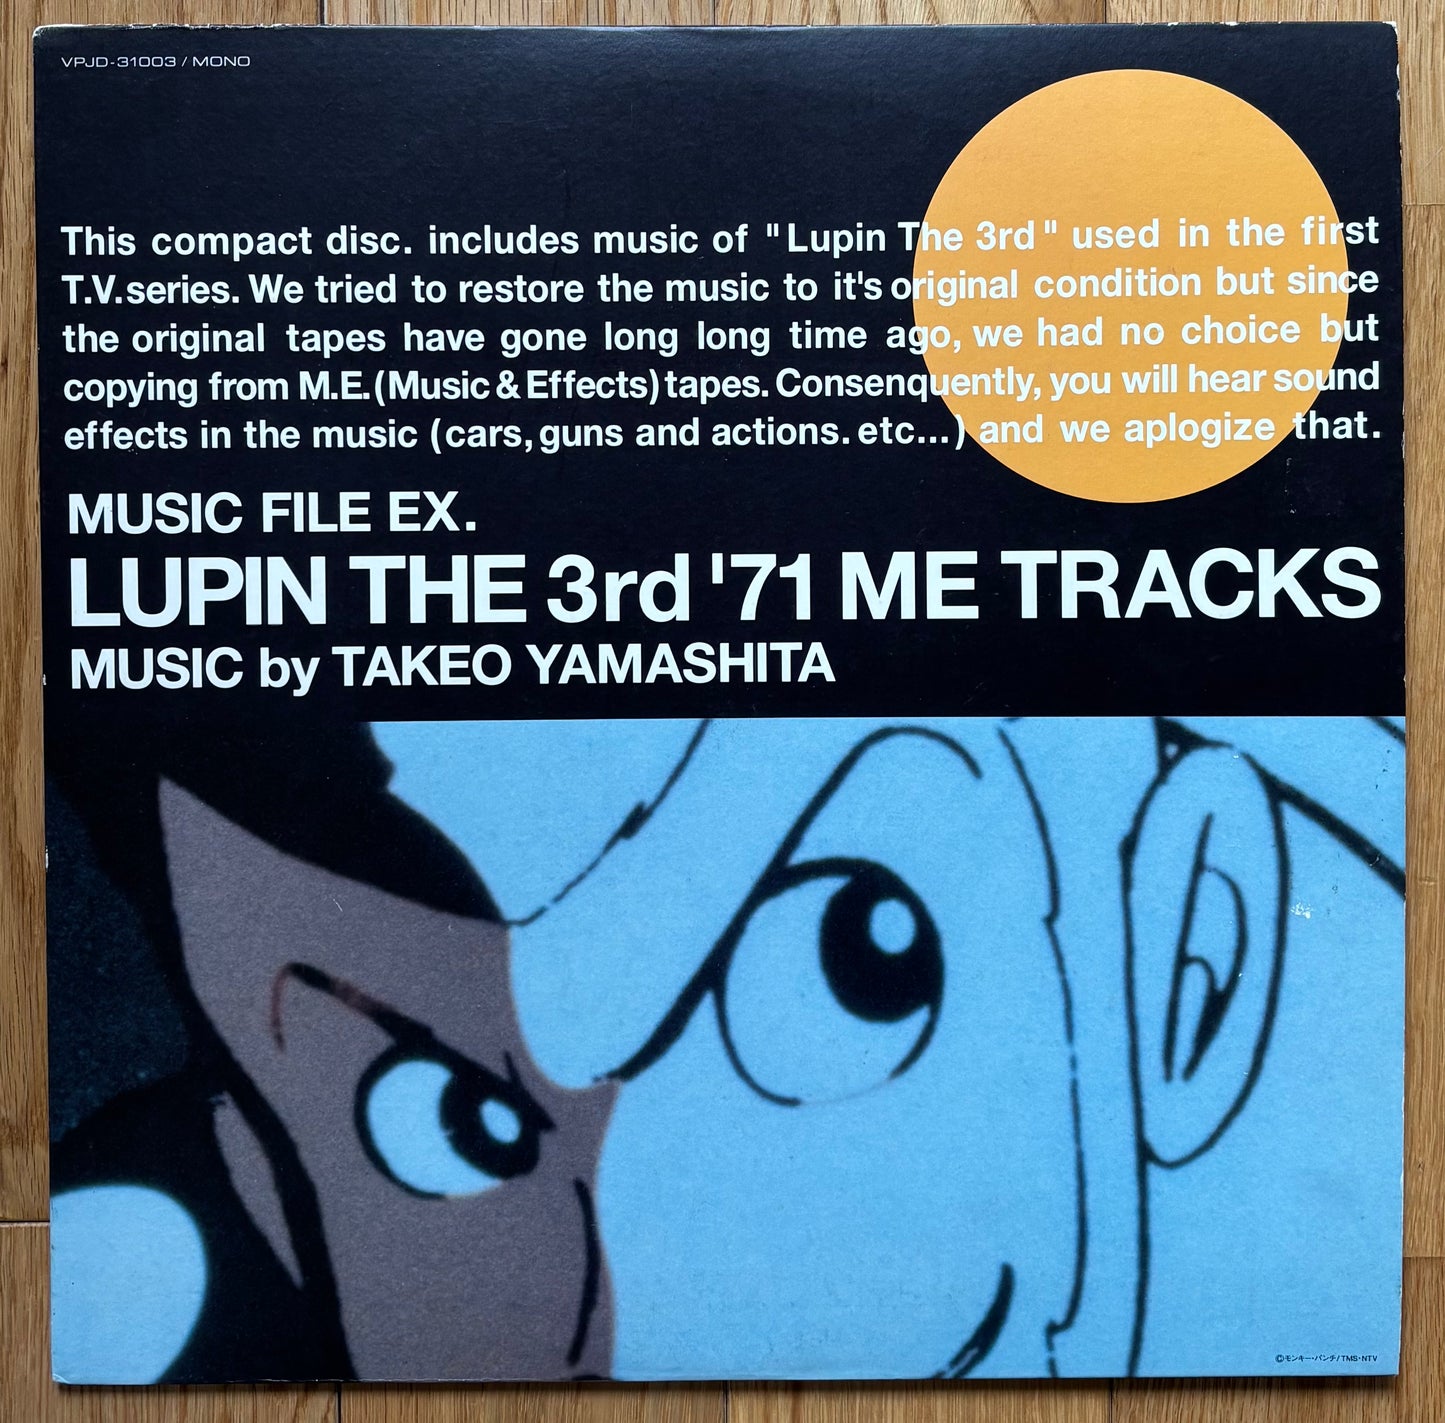 VPJD-31003 / MONO
This compact disc. includes music of "Lupin The 3rd" used in the first
T.V.series. We tried to restore the music to it's original condition but since
the original tapes have gone long long time ago, we had no choice but
copying from M.E.(Music & Effects) tapes. Consenquently, you will hear sound
effects in the music (cars, guns and actions. etc...) and we aplogize that.
MUSIC FILE EX.
LUPIN THE 3rd '71 ME TRACKS
MUSIC by TAKEO YAMASHITA
©モンキー・パンチ/TMS・NTV